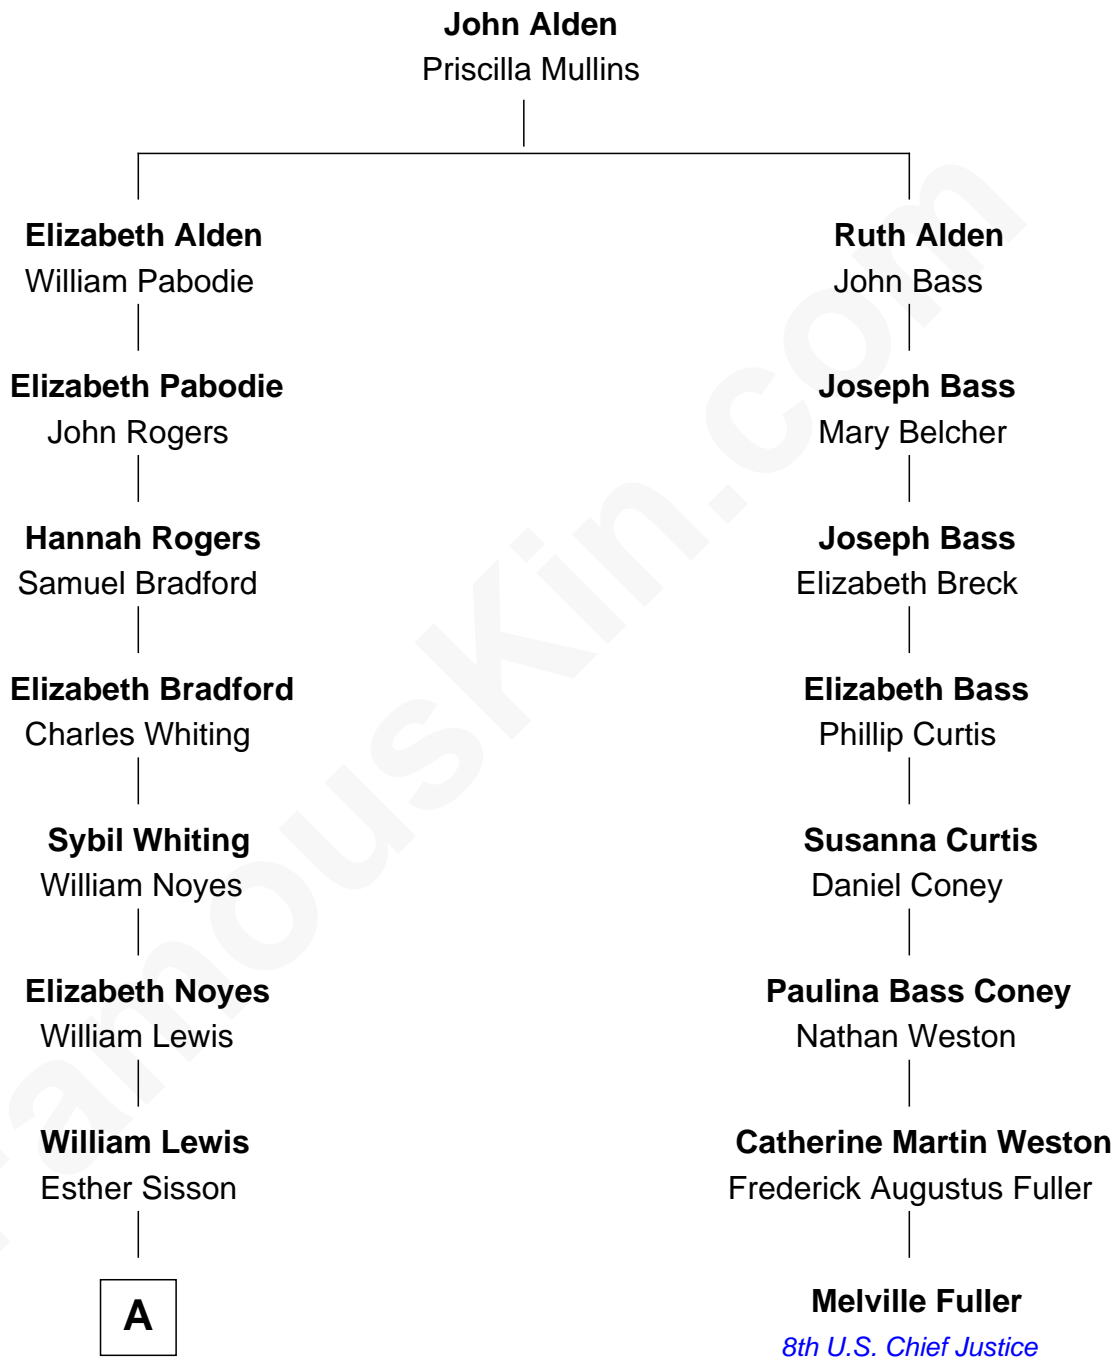 John Alden
Priscilla Mullins
Elizabeth Alden
William Pabodie
Ruth Alden
John Bass
Elizabeth Pabodie
John Rogers
Joseph Bass
Mary Belcher
Hannah Rogers
Samuel Bradford
Joseph Bass
Elizabeth Breck
Elizabeth Bradford
Charles Whiting
Elizabeth Bass
Phillip Curtis
Sybil Whiting
William Noyes
Susanna Curtis
Daniel Coney
Elizabeth Noyes
William Lewis
Paulina Bass Coney
Nathan Weston
William Lewis
Esther Sisson
Catherine Martin Weston
Frederick Augustus Fuller
A
Melville Fuller
8th U.S. Chief Justice
FamousKin.com